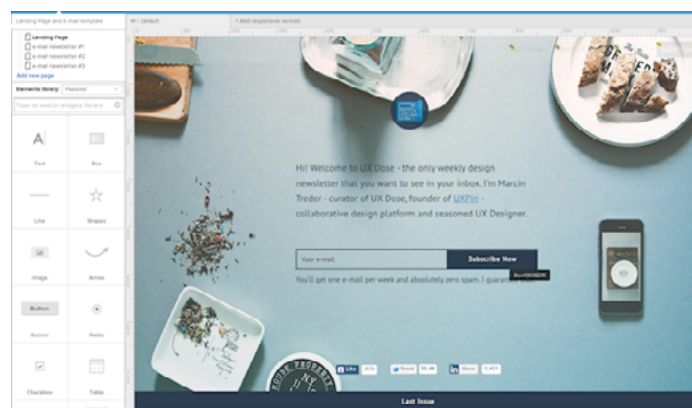 Landing Page and E-mail template
Default
+ Add responsive version
Landing Page
e-mail newsletter #1
e-mail newsletter #2
e-mail newsletter #3
Add new page
Elements library
Featured
Type to search widgets library
Text
Box
Line
Shapes
Image
Arrow
Button
Button
Radio
Checkbox
Table
Hi! Welcome to UX Dose - the only weekly design
newsletter that you want to see in your inbox. I'm Marcin
Treder - curator of UX Dose, founder of UXPin -
collaborative design platform and seasoned UX Designer.
Your e-mail
Subscribe Now
You'll get one e-mail per week and absolutely zero spam. I
HOUSE PROPERTY
N.Y.
Like
Tweet
Share
Last Issue